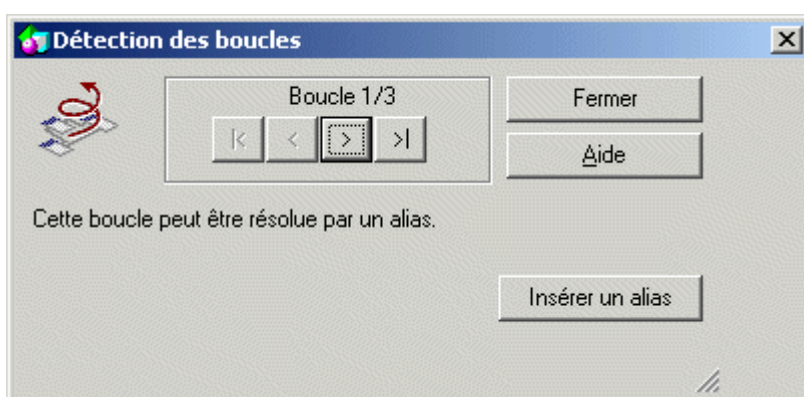 Détection des boucles
Boucle 1/3
Fermer
|< < > >|
Aide
Cette boucle peut être résolue par un alias.
Insérer un alias